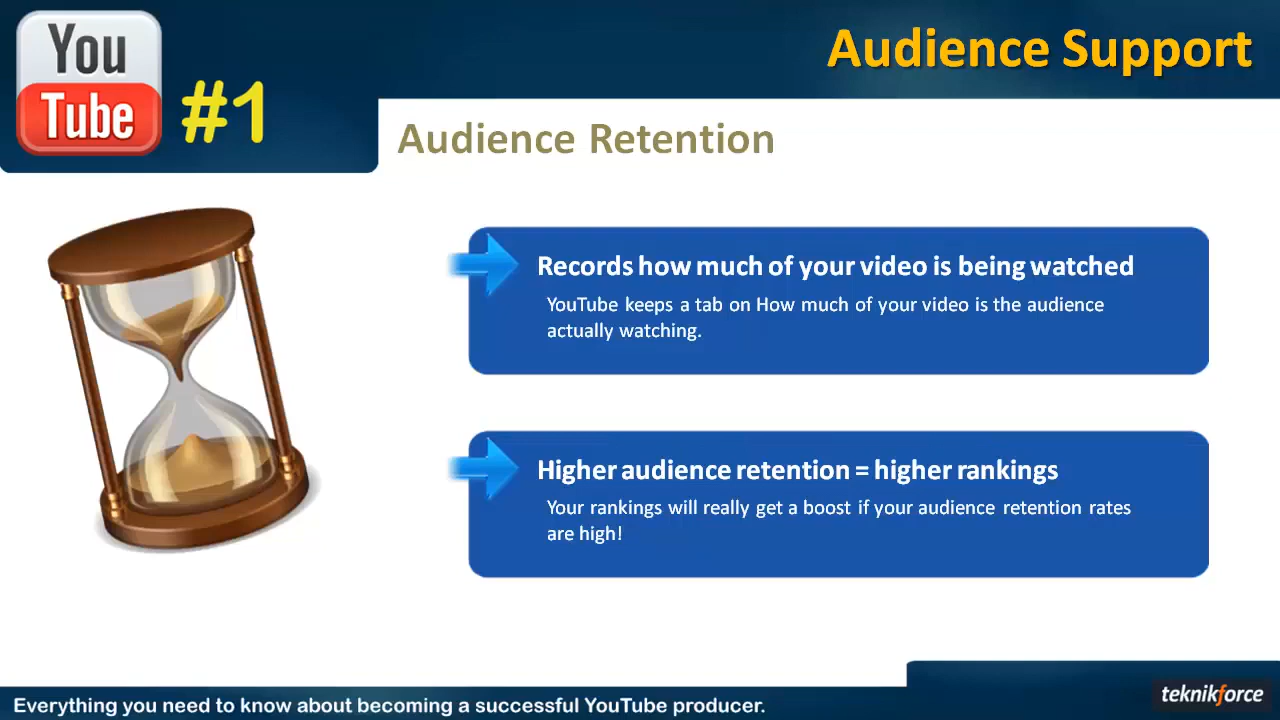 You
Tube
#1
Audience Support
Audience Retention
Records how much of your video is being watched
YouTube keeps a tab on How much of your video is the audience
actually watching.
Higher audience retention = higher rankings
Your rankings will really get a boost if your audience retention rates
are high!
Everything you need to know about becoming a successful YouTube producer.
teknikforce